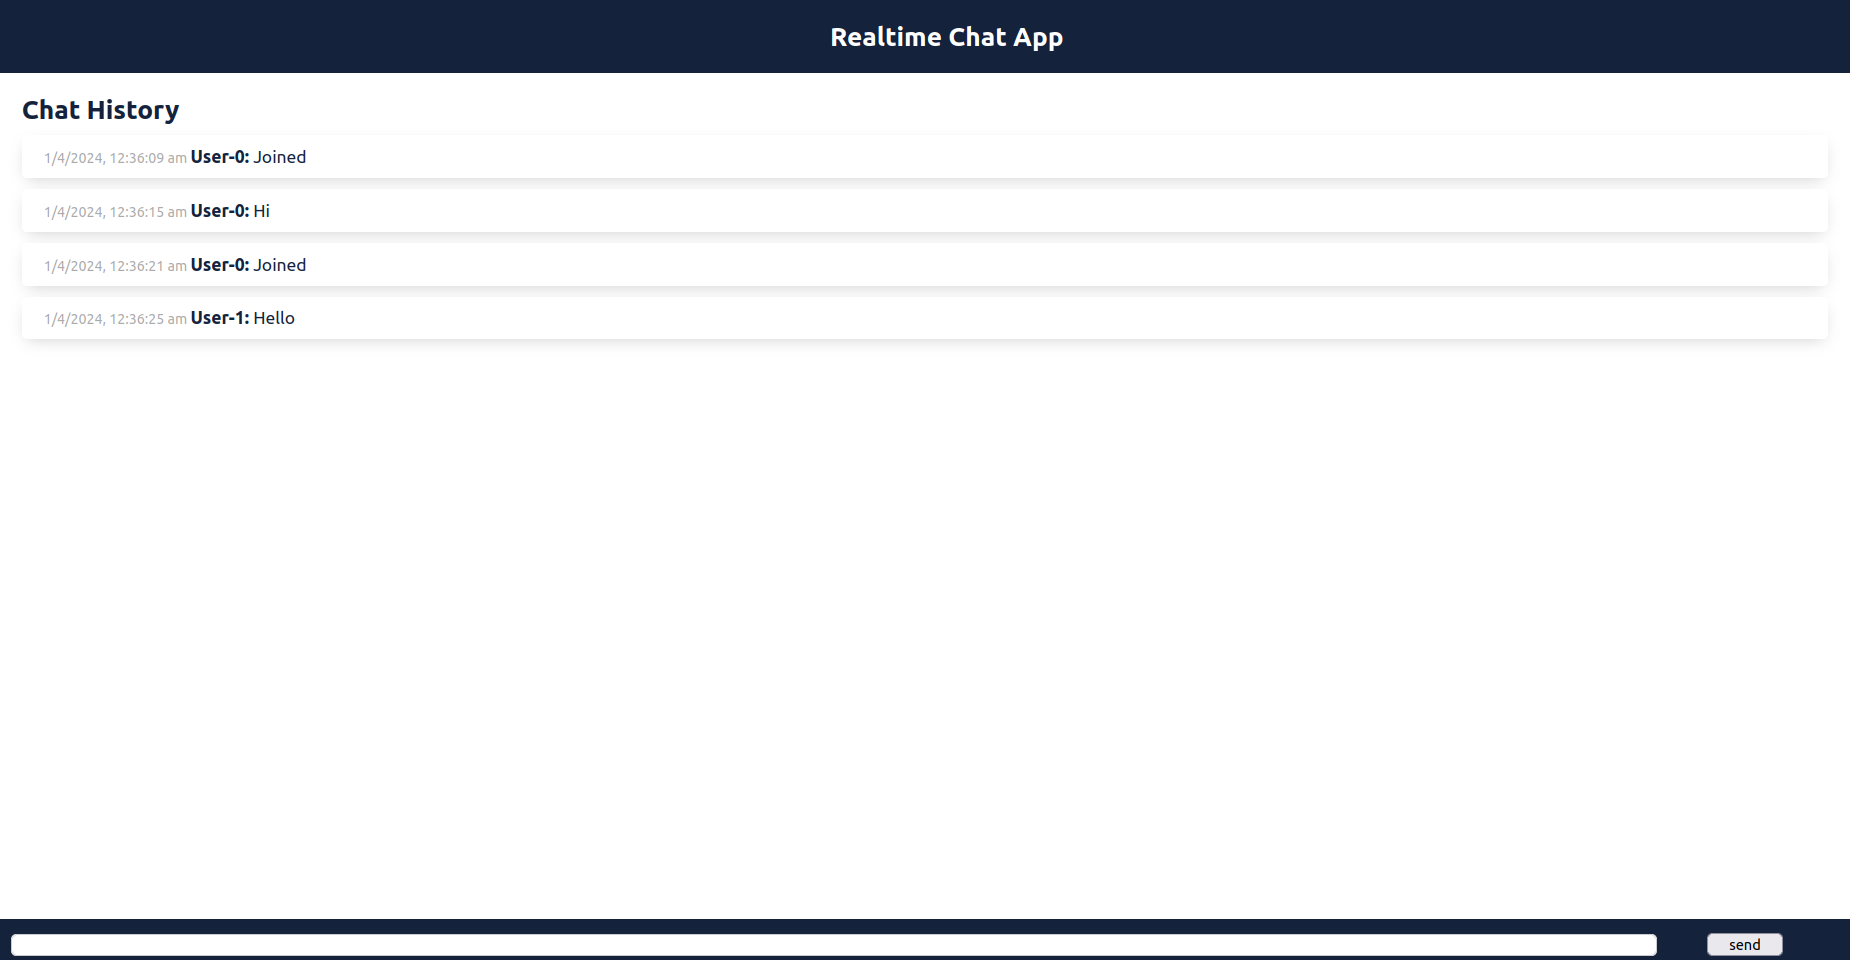 Realtime Chat App
Chat History
1/4/2024, 12:36:09 am User-0: Joined
1/4/2024, 12:36:15 am User-0: Hi
1/4/2024, 12:36:21 am User-0: Joined
1/4/2024, 12:36:25 am User-1: Hello
send